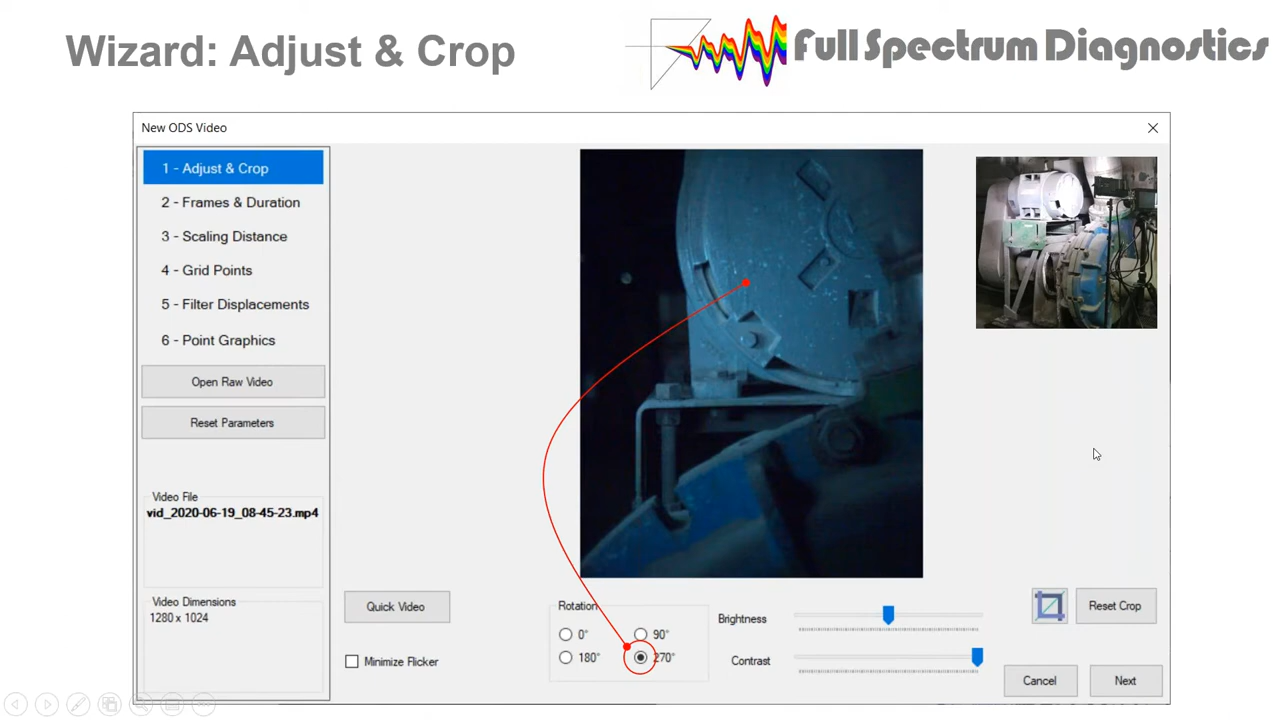 Wizard: Adjust & Crop
Full Spectrum Diagnostics
New ODS Video
1 - Adjust & Crop
2 - Frames & Duration
3 - Scaling Distance
4 - Grid Points
5 - Filter Displacements
6 - Point Graphics
Open Raw Video
Reset Parameters
Video File
vid_2020-06-19_08-45-23.mp4
Video Dimensions
1280 x 1024
Quick Video
Minimize Flicker
Rotation
0° 90°
180° 270°
Brightness
Contrast
Reset Crop
Cancel
Next